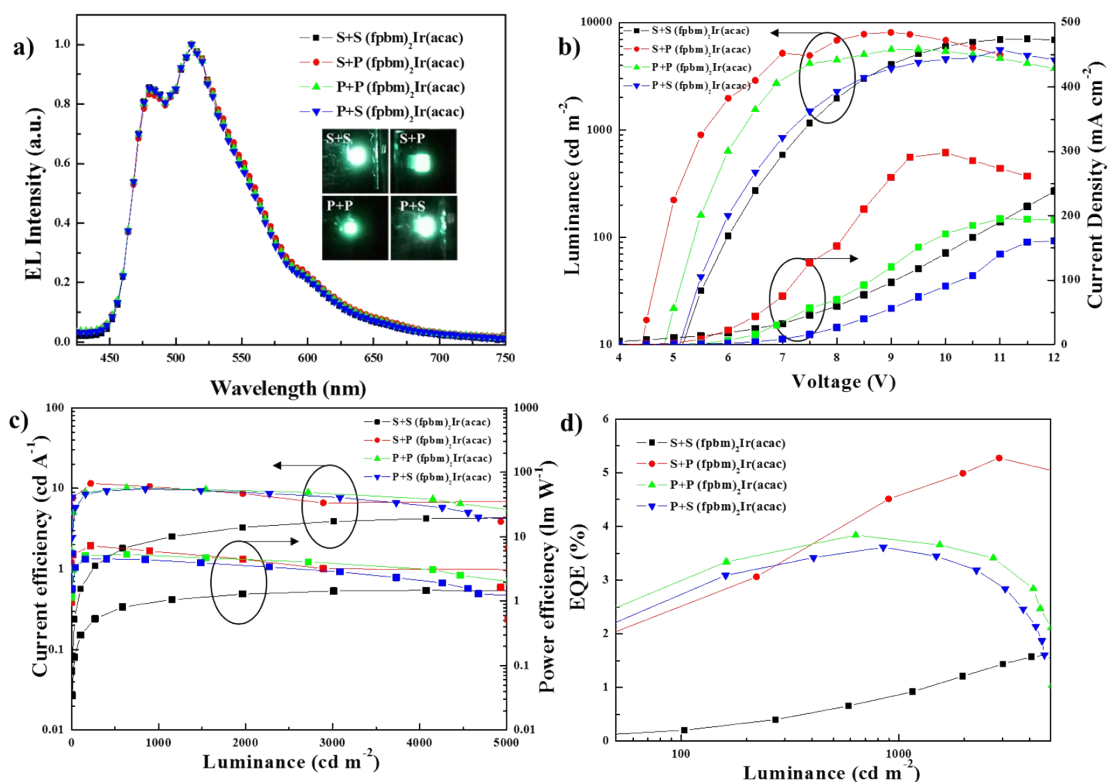 a)
S+S (fpbm)2Ir(acac)
S+P (fpbm)2Ir(acac)
P+P (fpbm)2Ir(acac)
P+S (fpbm)2Ir(acac)
S+S
S+P
P+P
P+S
EL Intensity (a.u.)
1.0
0.8
0.6
0.4
0.2
0.0
450 500 550 600 650 700 750
Wavelength (nm)
b)
S+S (fpbm)2Ir(acac)
S+P (fpbm)2Ir(acac)
P+P (fpbm)2Ir(acac)
P+S (fpbm)2Ir(acac)
Luminance (cd m-2)
10000
1000
100
10
500
400
300
200
100
0
Current Density (mA cm-2)
4 5 6 7 8 9 10 11 12
Voltage (V)
c)
S+S (fpbm)2Ir(acac)
S+P (fpbm)2Ir(acac)
P+P (fpbm)2Ir(acac)
P+S (fpbm)2Ir(acac)
Current efficiency (cd A-1)
100
10
1
0.1
0.01
1000
100
10
1
0.1
0.01
Power efficiency (lm W-1)
0 1000 2000 3000 4000 5000
Luminance (cd m-2)
d)
S+S (fpbm)2Ir(acac)
S+P (fpbm)2Ir(acac)
P+P (fpbm)2Ir(acac)
P+S (fpbm)2Ir(acac)
EQE (%)
6
5
4
3
2
1
0
100 1000
Luminance (cd m-2)